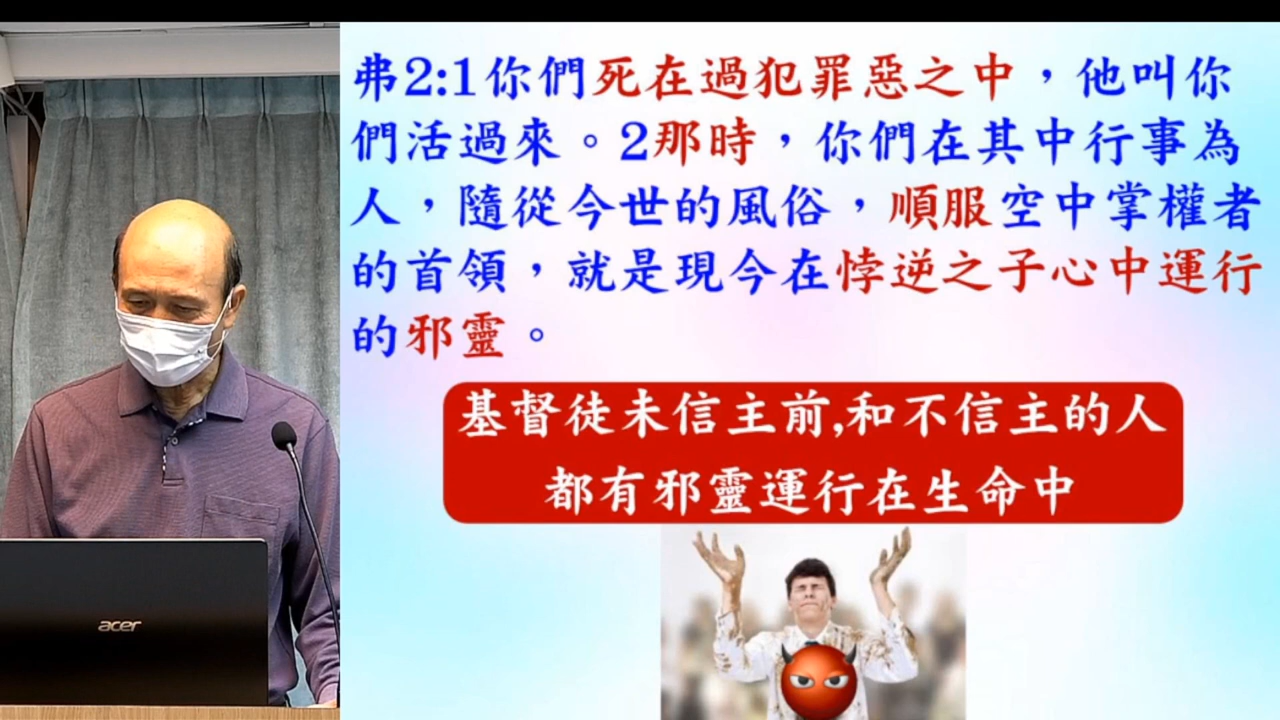 弗2:1你們死在過犯罪惡之中，他叫你
們活過來。2那時，你們在其中行事為
人，隨從今世的風俗，順服空中掌權者
的首領，就是現今在悖逆之子心中運行
的邪靈。
基督徒未信主前,和不信主的人
都有邪靈運行在生命中
acer